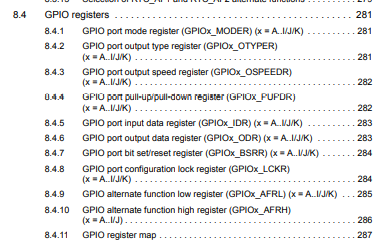 8.4 GPIO registers . . . . . . . . . . . . . . . . . . . . . . . . . . . . . . . . . . . . . . . . . . . 281
8.4.1 GPIO port mode register (GPIOx_MODER) (x = A..I/J/K) . . . . . . . . . . 281
8.4.2 GPIO port output type register (GPIOx_OTYPER)
(x = A..I/J/K) . . . . . . . . . . . . . . . . . . . . . . . . . . . . . . . . . . . . . . . . . . 281
8.4.3 GPIO port output speed register (GPIOx_OSPEEDR)
(x = A..I/J/K) . . . . . . . . . . . . . . . . . . . . . . . . . . . . . . . . . . . . . . . . . . 282
8.4.4 GPIO port pull-up/pull-down register (GPIOx_PUPDR)
(x = A..I/J/K) . . . . . . . . . . . . . . . . . . . . . . . . . . . . . . . . . . . . . . . . . . 282
8.4.5 GPIO port input data register (GPIOx_IDR) (x = A..I/J/K) . . . . . . . . . . 283
8.4.6 GPIO port output data register (GPIOx_ODR) (x = A..I/J/K) . . . . . . . . 283
8.4.7 GPIO port bit set/reset register (GPIOx_BSRR) (x = A..I/J/K) . . . . . . . 284
8.4.8 GPIO port configuration lock register (GPIOx_LCKR)
(x = A..I/J/K) . . . . . . . . . . . . . . . . . . . . . . . . . . . . . . . . . . . . . . . . . . 284
8.4.9 GPIO alternate function low register (GPIOx_AFRL) (x = A..I/J/K) . . . . 285
8.4.10 GPIO alternate function high register (GPIOx_AFRH)
(x = A..I/J) . . . . . . . . . . . . . . . . . . . . . . . . . . . . . . . . . . . . . . . . . . . . 286
8.4.11 GPIO register map . . . . . . . . . . . . . . . . . . . . . . . . . . . . . . . . . . . . . 287